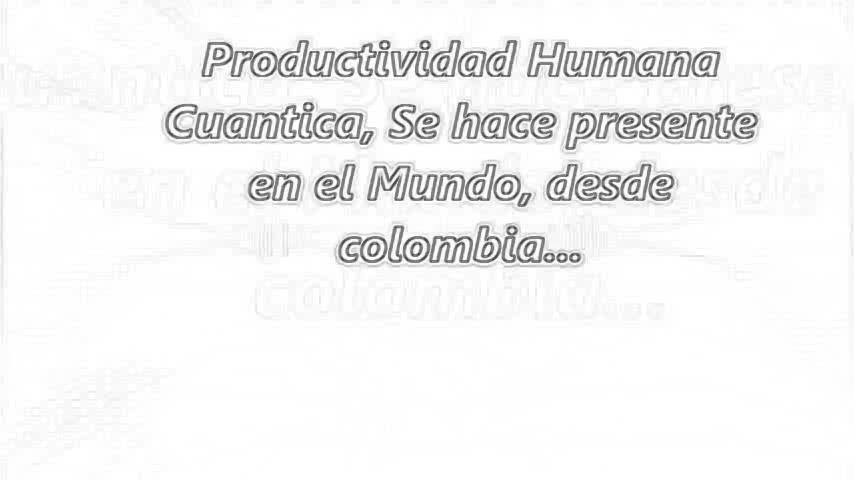 Productividad Humana
Cuantica, Se hace presente
en el Mundo, desde
colombia...